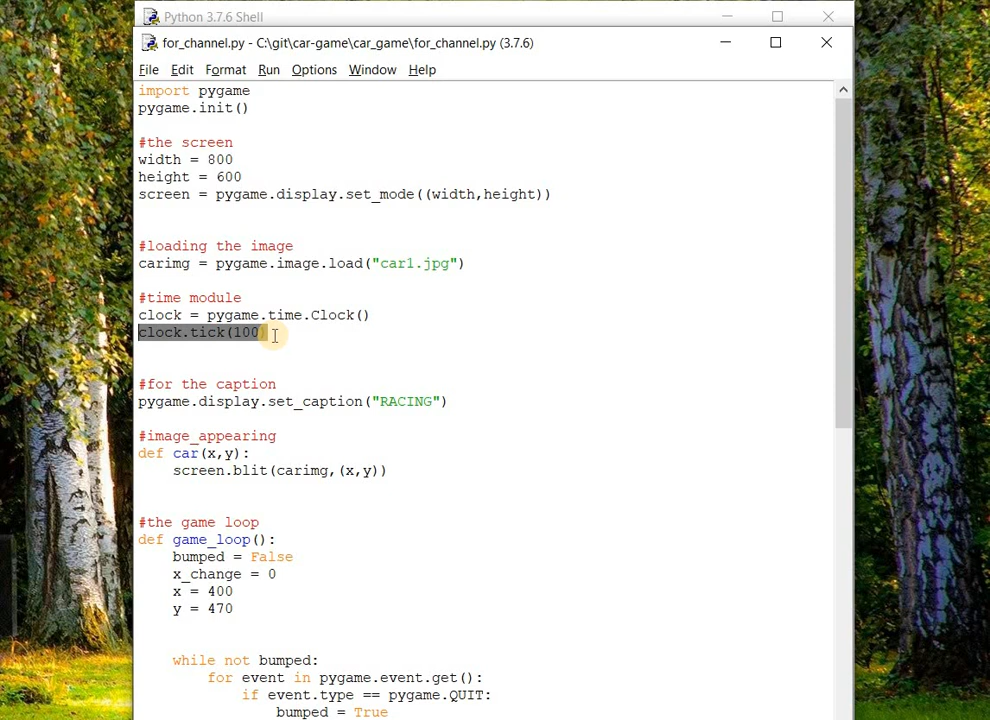 Python 3.7.6 Shell
for_channel.py - C:\git\car-game\car_game\for_channel.py (3.7.6)
File Edit Format Run Options Window Help
import pygame
pygame.init()
#the screen
width = 800
height = 600
screen = pygame.display.set_mode((width,height))
#loading the image
carimg = pygame.image.load("car1.jpg")
#time module
clock = pygame.time.Clock()
clock.tick(100)
#for the caption
pygame.display.set_caption("RACING")
#image_appearing
def car(x,y):
    screen.blit(carimg,(x,y))
#the game loop
def game_loop():
    bumped = False
    x_change = 0
    x = 400
    y = 470
    while not bumped:
        for event in pygame.event.get():
            if event.type == pygame.QUIT:
                bumped = True